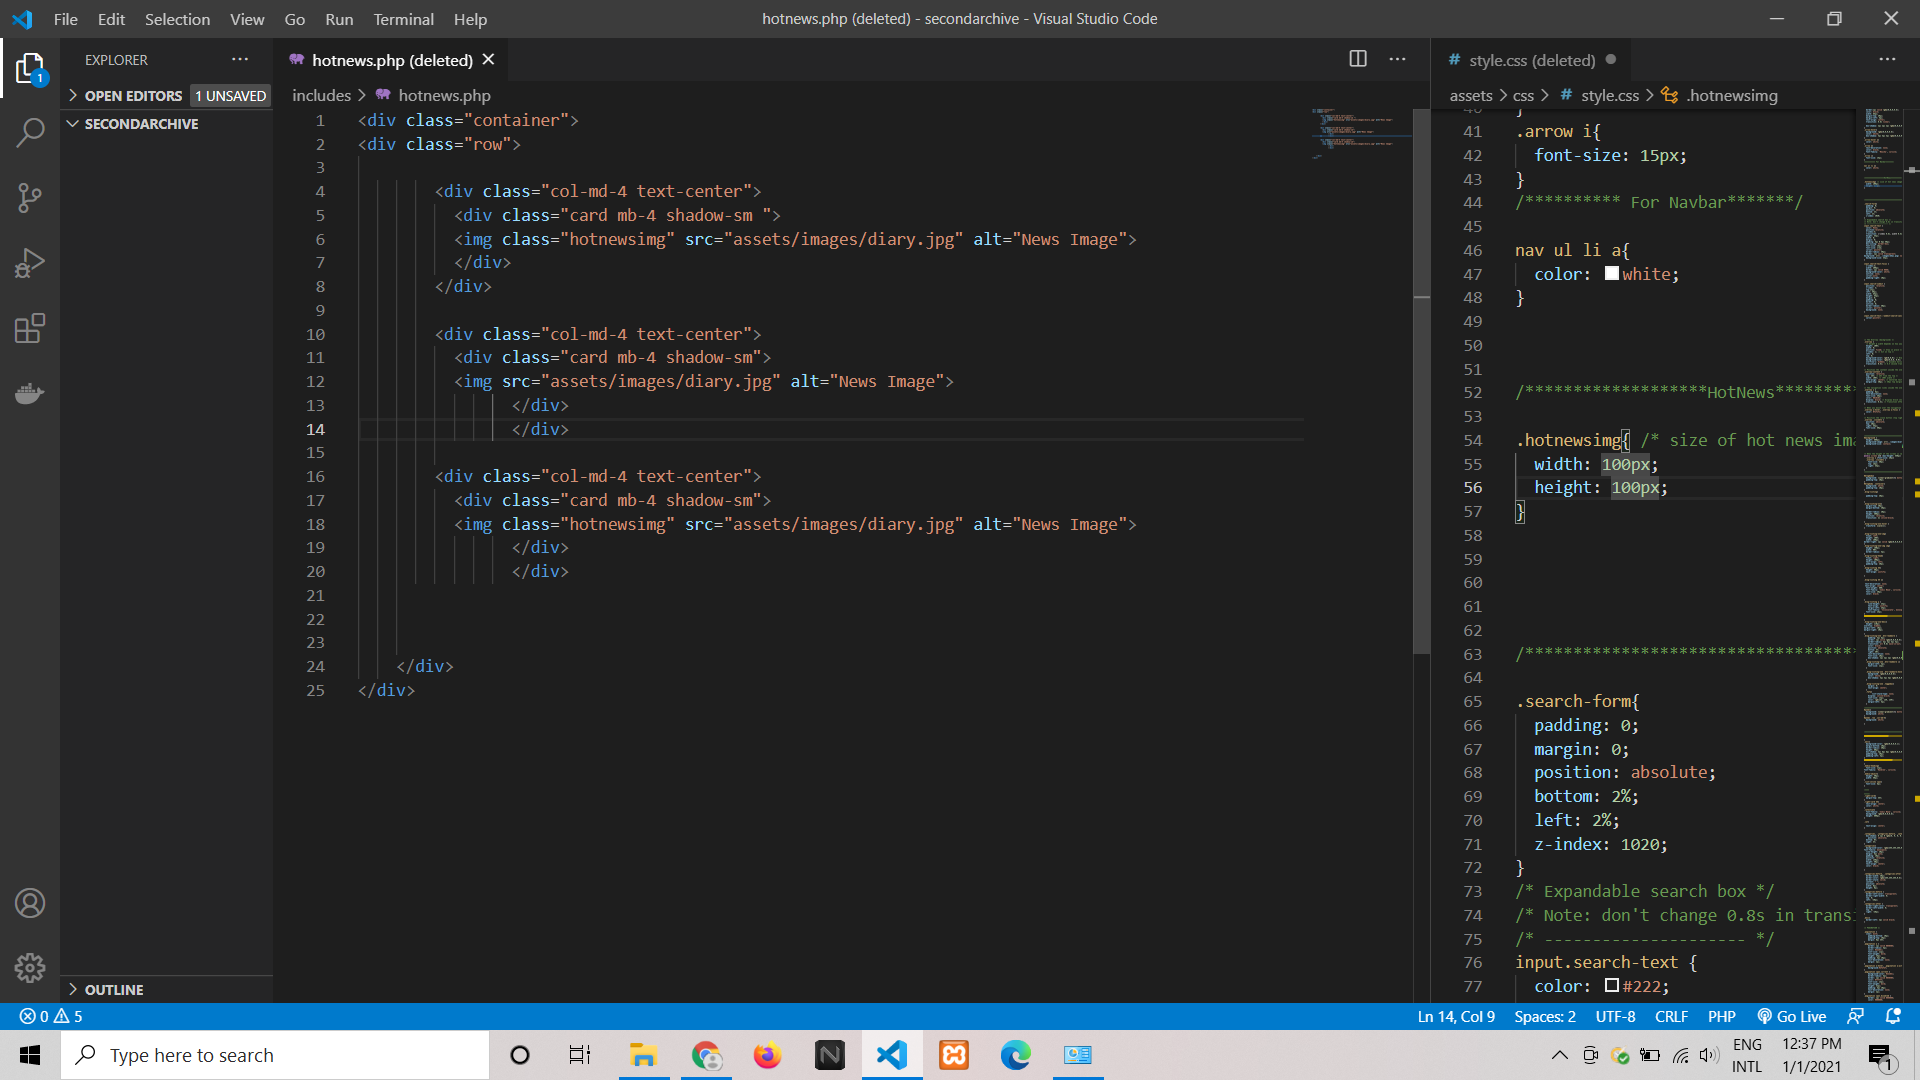 File Edit Selection View Go Run Terminal Help
hotnews.php (deleted) - secondarchive - Visual Studio Code
EXPLORER
OPEN EDITORS 1 UNSAVED
SECONDARCHIVE
OUTLINE
1
hotnews.php (deleted)
includes > hotnews.php
1 <div class="container">
2 <div class="row">
3
4 <div class="col-md-4 text-center">
5 <div class="card mb-4 shadow-sm ">
6 <img class="hotnewsimg" src="assets/images/diary.jpg" alt="News Image">
7 </div>
8 </div>
9
10 <div class="col-md-4 text-center">
11 <div class="card mb-4 shadow-sm">
12 <img src="assets/images/diary.jpg" alt="News Image">
13 </div>
14 </div>
15
16 <div class="col-md-4 text-center">
17 <div class="card mb-4 shadow-sm">
18 <img class="hotnewsimg" src="assets/images/diary.jpg" alt="News Image">
19 </div>
20 </div>
21
22
23
24 </div>
25 </div>
# style.css (deleted)
assets > css > # style.css > .hotnewsimg
41 .arrow i{
42 font-size: 15px;
43 }
44 /********** For Navbar*******/
45
46 nav ul li a{
47 color: white;
48 }
49
50
51
52 /*******************HotNews*********
53
54 .hotnewsimg{ /* size of hot news ima
55 width: 100px;
56 height: 100px;
57 }
58
59
60
61
62
63 /***********************************
64
65 .search-form{
66 padding: 0;
67 margin: 0;
68 position: absolute;
69 bottom: 2%;
70 left: 2%;
71 z-index: 1020;
72 }
73 /* Expandable search box */
74 /* Note: don't change 0.8s in transi
75 /* --------------------- */
76 input.search-text {
77 color: #222;
0 5
Ln 14, Col 9 Spaces: 2 UTF-8 CRLF PHP Go Live
Type here to search
ENG
INTL
12:37 PM
1/1/2021
1